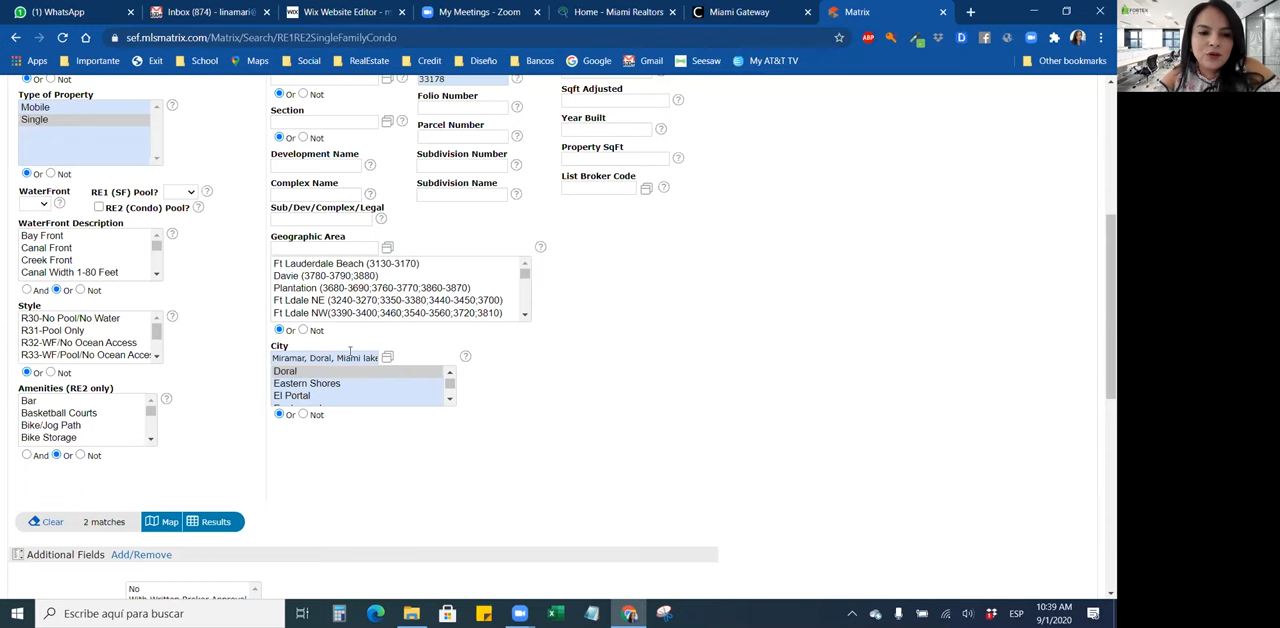 (1) WhatsApp
Inbox (874) - linamari@
Wix Website Editor - m
My Meetings - Zoom
Home - Miami Realtors
Miami Gateway
Matrix
FORTEX
sef.mlsmatrix.com/Matrix/Search/RE1RE2SingleFamilyCondo
Apps Importante Exit School Maps Social RealEstate Credit Diseño Bancos Google Gmail Seesaw My AT&T TV Other bookmarks
Or Not
Type of Property
Mobile
Single
Or Not
WaterFront RE1 (SF) Pool?
RE2 (Condo) Pool?
WaterFront Description
Bay Front
Canal Front
Creek Front
Canal Width 1-80 Feet
And Or Not
Style
R30-No Pool/No Water
R31-Pool Only
R32-WF/No Ocean Access
R33-WF/Pool/No Ocean Acces
Or Not
Amenities (RE2 only)
Bar
Basketball Courts
Bike/Jog Path
Bike Storage
And Or Not
Or Not
Section
Or Not
Development Name
Complex Name
Sub/Dev/Complex/Legal
Geographic Area
Ft Lauderdale Beach (3130-3170)
Davie (3780-3790;3880)
Plantation (3680-3690;3760-3770;3860-3870)
Ft Ldale NE (3240-3270;3350-3380;3440-3450;3700)
Ft Ldale NW(3390-3400;3460;3540-3560;3720;3810)
Or Not
City
Miramar, Doral, Miami lake
Doral
Eastern Shores
El Portal
Or Not
33178
Folio Number
Parcel Number
Subdivision Number
Subdivision Name
Sqft Adjusted
Year Built
Property SqFt
List Broker Code
Clear 2 matches Map Results
Additional Fields Add/Remove
No
With Written Broker Approval
Escribe aquí para buscar
ESP
10:39 AM
9/1/2020